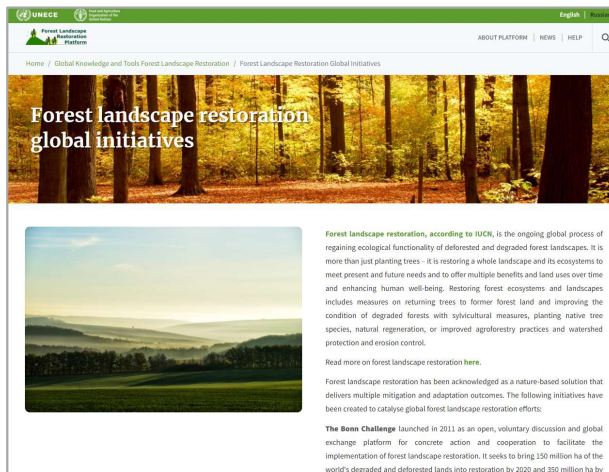 UNECE
Food and Agriculture
Organization of the
United Nations
English | Russian
Forest Landscape
Restoration
Platform
ABOUT PLATFORM | NEWS | HELP
Home / Global Knowledge and Tools Forest Landscape Restoration / Forest Landscape Restoration Global Initiatives
Forest landscape restoration
global initiatives
Forest landscape restoration, according to IUCN, is the ongoing global process of
regaining ecological functionality of deforested and degraded forest landscapes. It is
more than just planting trees – it is restoring a whole landscape and its ecosystems to
meet present and future needs and to offer multiple benefits and land uses over time
and enhancing human well-being. Restoring forest ecosystems and landscapes
includes measures on returning trees to former forest land and improving the
condition of degraded forests with sylvicultural measures, planting native tree
species, natural regeneration, or improved agroforestry practices and watershed
protection and erosion control.
Read more on forest landscape restoration here.
Forest landscape restoration has been acknowledged as a nature-based solution that
delivers multiple mitigation and adaptation outcomes. The following initiatives have
been created to catalyse global forest landscape restoration efforts:
The Bonn Challenge launched in 2011 as an open, voluntary discussion and global
exchange platform for concrete action and cooperation to facilitate the
implementation of forest landscape restoration. It seeks to bring 150 million ha of the
world's degraded and deforested lands into restoration by 2020 and 350 million ha by